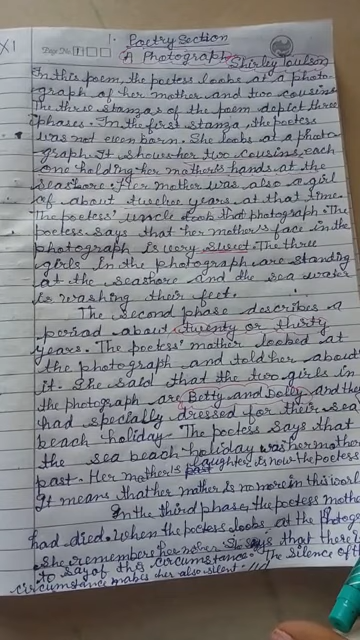 XI
1. Poetry Section
A Photograph Shirley Toulson
In this poem, the poetess looks at a photo-
graph of her mother and two cousins
The three stanzas of the poem depict three
phases. In the first stanza, the poetess
was not even born. She looks at a photo-
graph. It shows her two cousins, each
one holding her mother's hands at the
seashore. Her mother was also a girl
of about twelve years at that time.
The poetess' uncle took that photograph. The
poetess says that her mother's face in the
photograph is very sweet. The three
girls in the photograph are standing
at the seashore and the sea water
is washing their feet.
The second phase describes a
period about twenty or thirty
years. The poetess' mother looked at
the photograph and told her about
it. She said that the two girls in
the photograph are Betty and Dolly and they
had specially dressed for their sea
beach holiday. The poetess says that
the sea beach holiday was her mother
past. Her mother's laughter is now the poetess
past
It means that her mother is no more in this world
In the third phase, the poetess mother
had died. When the poetess looks at the photogr
she remembers her mother. She says that there is
to say of this circumstance. The silence of th
circumstance makes her also silent.